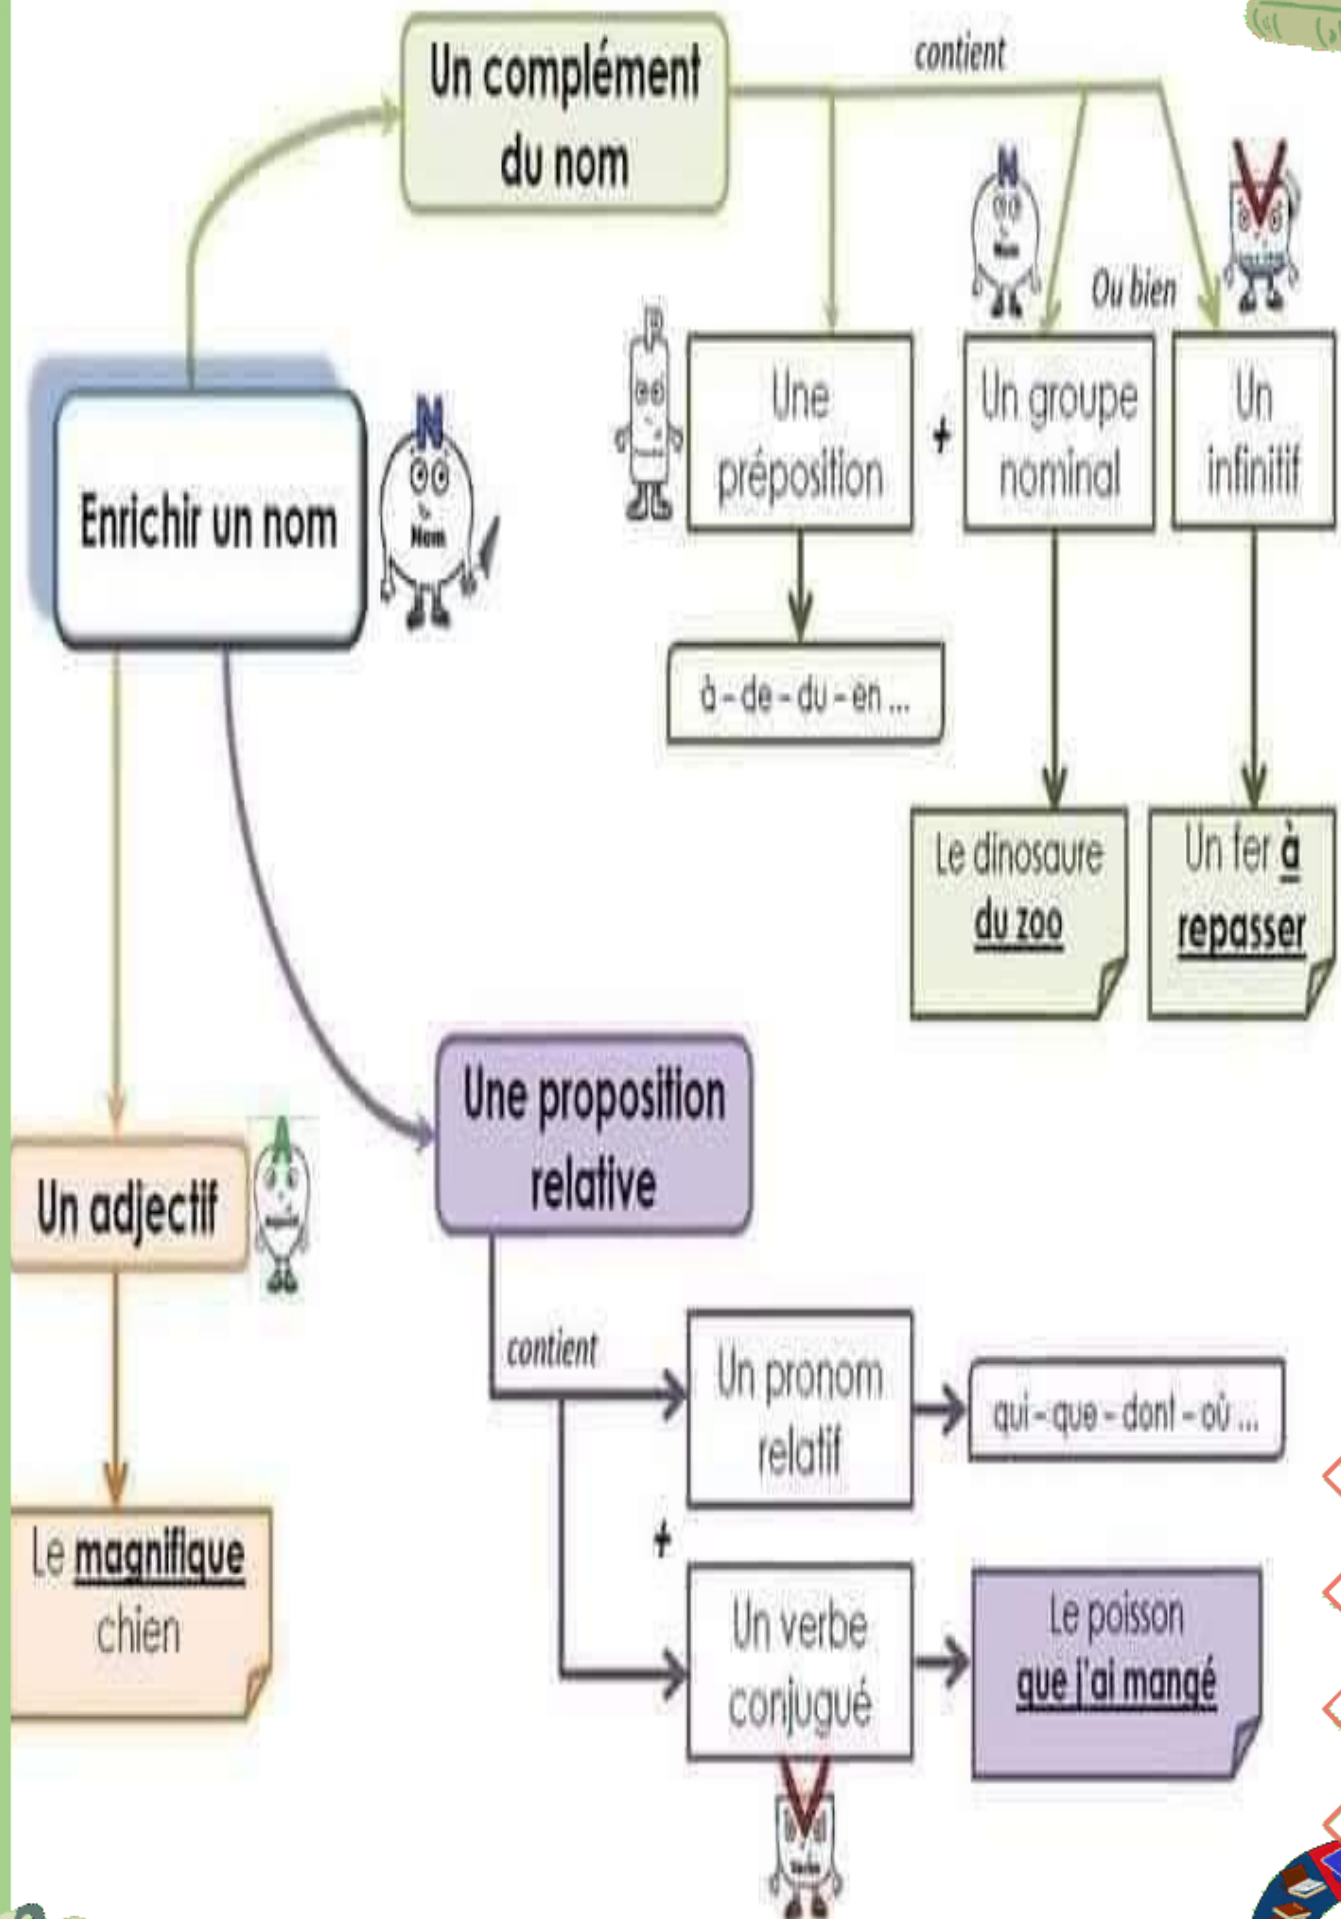 Un complément
du nom
contient
Ou bien
Une
préposition
+
Un groupe
nominal
Un
infinitif
Enrichir un nom
N
Nom
à – de – du – en ...
Le dinosaure
du zoo
Un fer à
repasser
Une proposition
relative
Un adjectif
A
contient
Un pronom
relatif
qui – que – dont – où ...
+
Le magnifique
chien
Un verbe
conjugué
Le poisson
que j'ai mangé